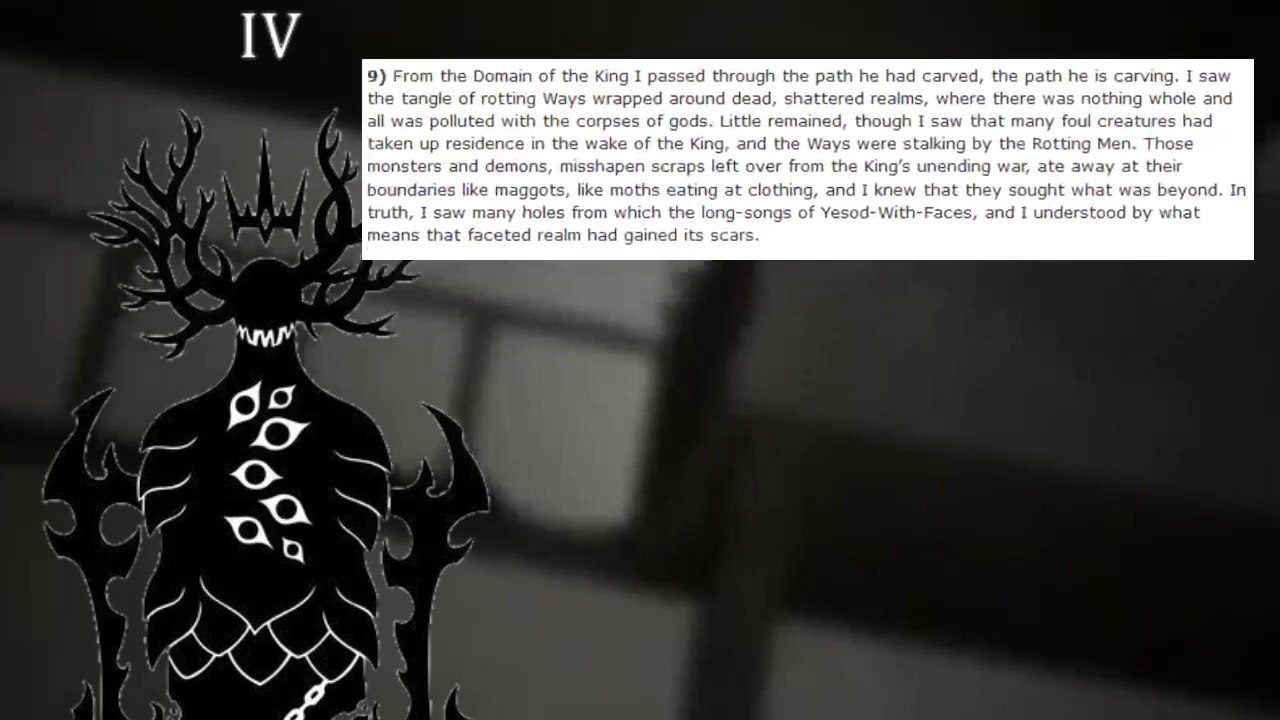 IV
9) From the Domain of the King I passed through the path he had carved, the path he is carving. I saw
the tangle of rotting Ways wrapped around dead, shattered realms, where there was nothing whole and
all was polluted with the corpses of gods. Little remained, though I saw that many foul creatures had
taken up residence in the wake of the King, and the Ways were stalking by the Rotting Men. Those
monsters and demons, misshapen scraps left over from the King's unending war, ate away at their
boundaries like maggots, like moths eating at clothing, and I knew that they sought what was beyond. In
truth, I saw many holes from which the long-songs of Yesod-With-Faces, and I understood by what
means that faceted realm had gained its scars.